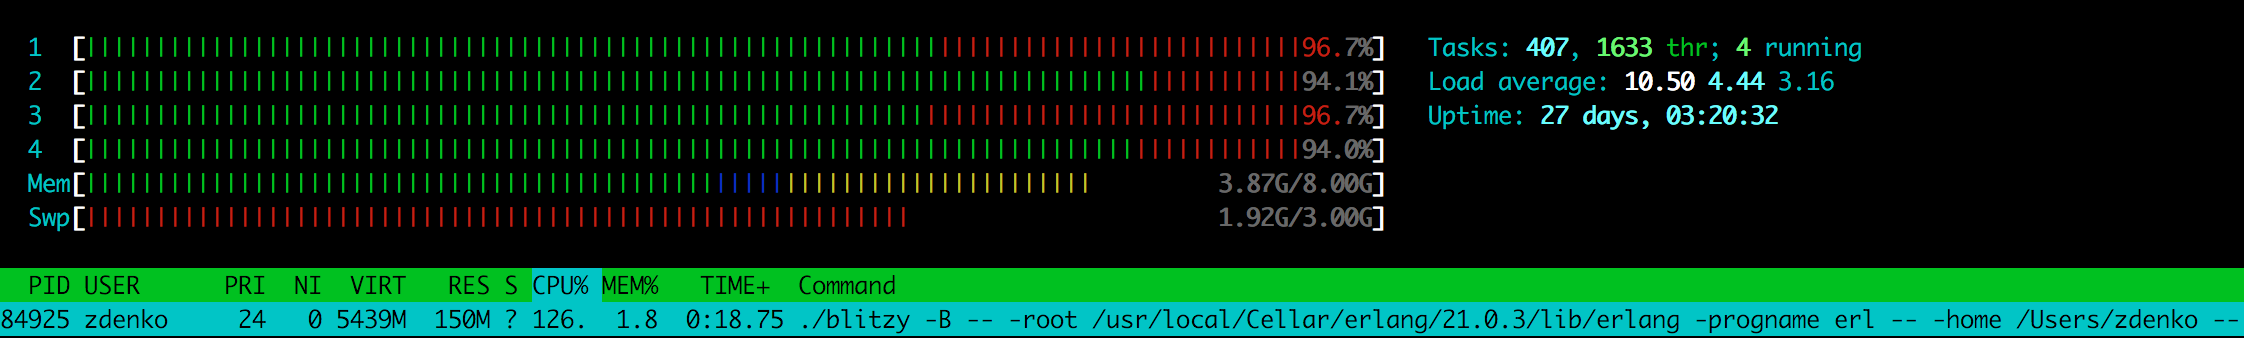 1 [96.7%] Tasks: 407, 1633 thr; 4 running
2 [94.1%] Load average: 10.50 4.44 3.16
3 [96.7%] Uptime: 27 days, 03:20:32
4 [94.0%]
Mem[3.87G/8.00G]
Swp[1.92G/3.00G]
PID USER PRI NI VIRT RES S CPU% MEM% TIME+ Command
84925 zdenko 24 0 5439M 150M ? 126. 1.8 0:18.75 ./blitzy -B -- -root /usr/local/Cellar/erlang/21.0.3/lib/erlang -progname erl -- -home /Users/zdenko --